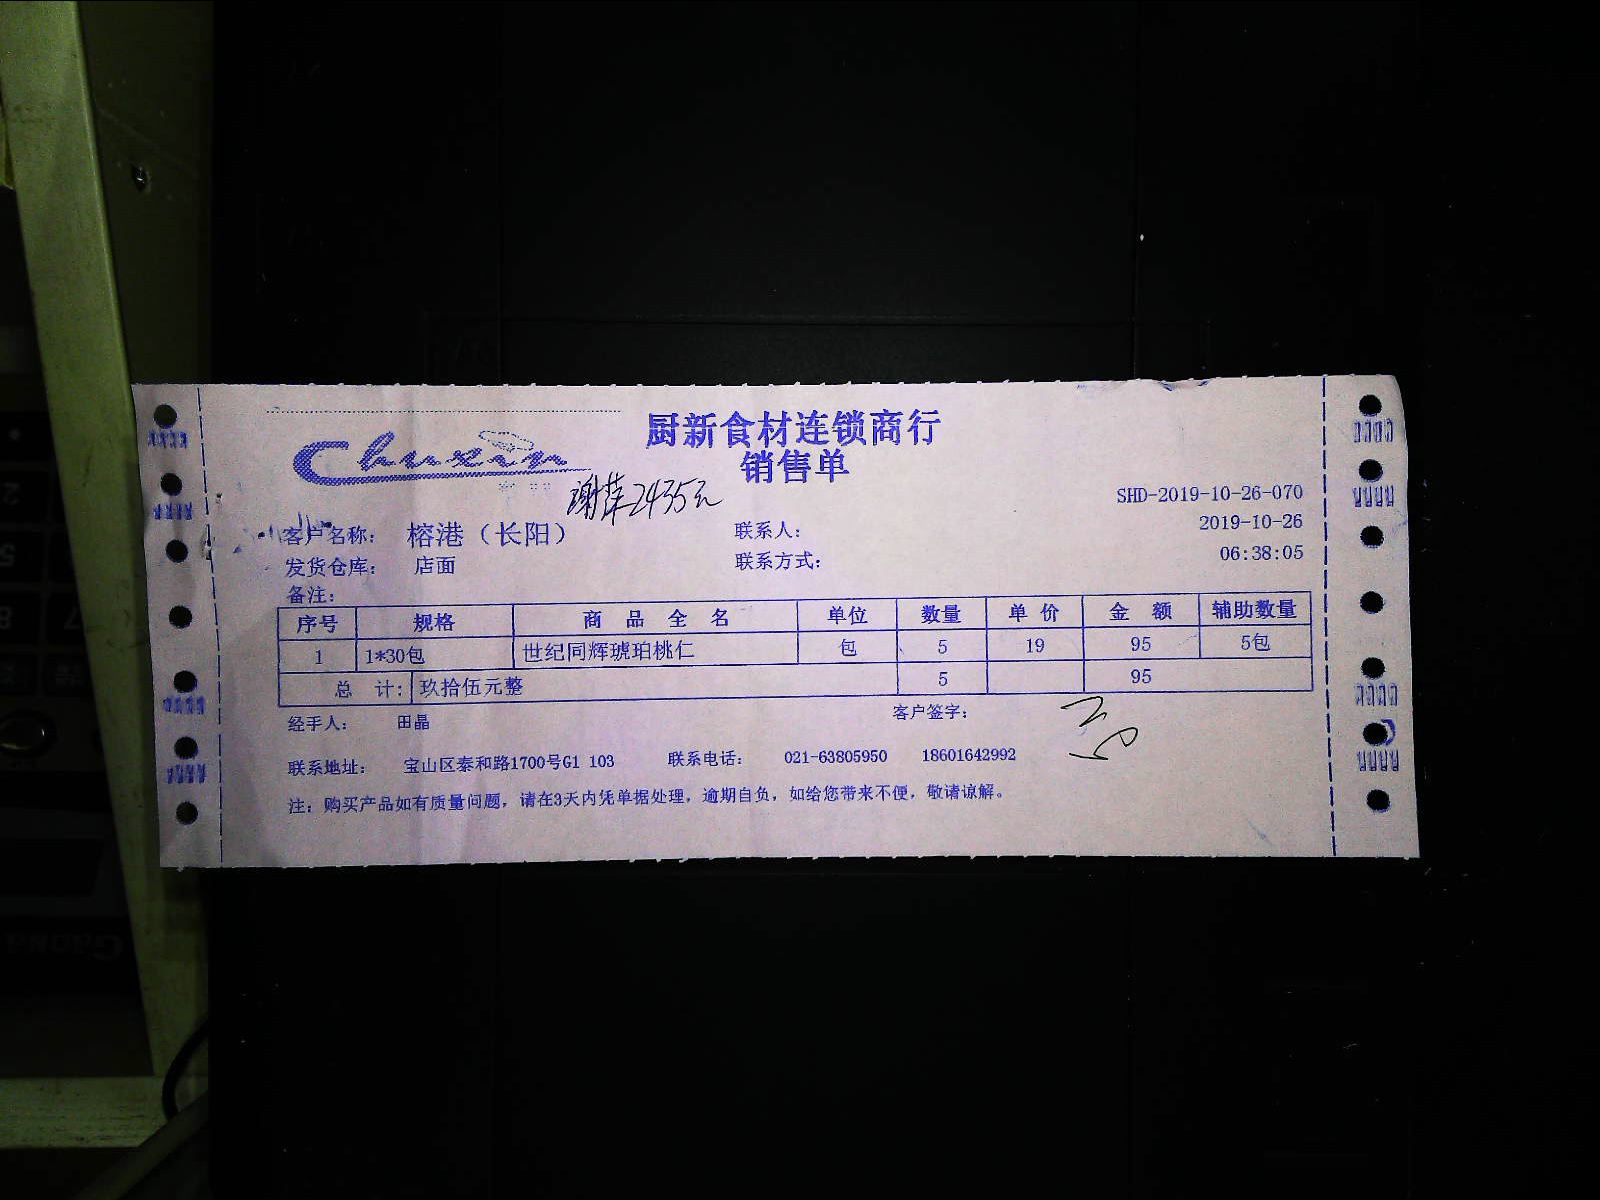 厨新食材连锁商行
Chuxin
销售单
谢萍2435元
SHD-2019-10-26-070
客户名称: 榕港（长阳） 联系人: 2019-10-26
发货仓库: 店面 联系方式: 06:38:05
备注:
序号 规格 商品全名 单位 数量 单价 金额 辅助数量
1 1*30包 世纪同辉琥珀桃仁 包 5 19 95 5包
总 计: 玖拾伍元整 5 95
经手人: 田晶 客户签字:
联系地址: 宝山区泰和路1700号G1 103 联系电话: 021-63805950 18601642992
注: 购买产品如有质量问题, 请在3天内凭单据处理, 逾期自负, 如给您带来不便, 敬请谅解。